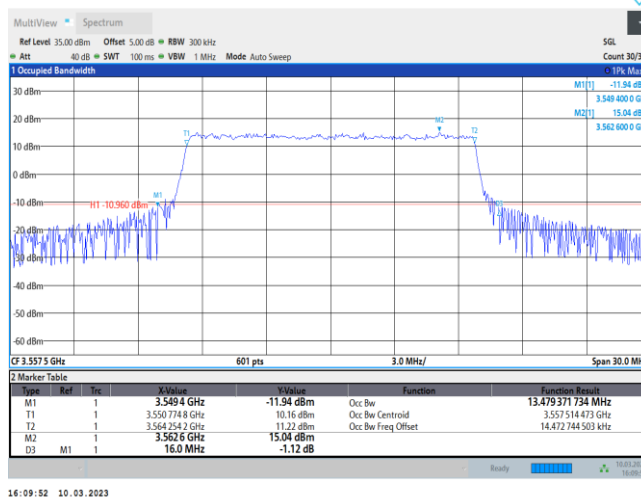 MultiView Spectrum
Ref Level 35.00 dBm Offset 5.00 dB RBW 300 kHz SGL
Att 40 dB SWT 100 ms VBW 1 MHz Mode Auto Sweep Count 30/3
1 Occupied Bandwidth 1Pk Max
M1[1] -11.94 dB
3.549 400 0 G
M2[1] 15.04 dB
3.562 600 0 G
30 dBm
20 dBm
M2
T1 T2
10 dBm
0 dBm
M1
-10 dBm
H1 -10.960 dBm
D3
-20 dBm
-30 dBm
-40 dBm
-50 dBm
-60 dBm
CF 3.557 5 GHz 601 pts 3.0 MHz/ Span 30.0 MH
2 Marker Table
Type Ref Trc X-Value Y-Value Function Function Result
M1 1 3.549 4 GHz -11.94 dBm Occ Bw 13.479 371 734 MHz
T1 1 3.550 774 8 GHz 10.16 dBm Occ Bw Centroid 3.557 514 473 GHz
T2 1 3.564 254 2 GHz 11.22 dBm Occ Bw Freq Offset 14.472 744 503 kHz
M2 1 3.562 6 GHz 15.04 dBm
D3 M1 1 16.0 MHz -1.12 dB
Ready 10.03.20
16:09:
16:09:52 10.03.2023